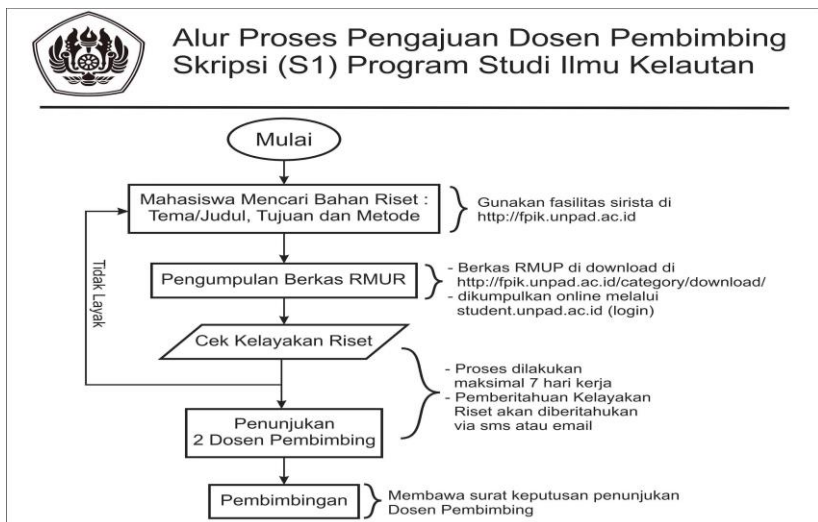 Alur Proses Pengajuan Dosen Pembimbing
Skripsi (S1) Program Studi Ilmu Kelautan
Mulai
Mahasiswa Mencari Bahan Riset :
Tema/Judul, Tujuan dan Metode
Gunakan fasilitas sirista di
http://fpik.unpad.ac.id
Tidak Layak
Pengumpulan Berkas RMUR
- Berkas RMUP di download di
http://fpik.unpad.ac.id/category/download/
- dikumpulkan online melalui
student.unpad.ac.id (login)
Cek Kelayakan Riset
- Proses dilakukan
maksimal 7 hari kerja
- Pemberitahuan Kelayakan
Riset akan diberitahukan
via sms atau email
Penunjukan
2 Dosen Pembimbing
Pembimbingan
Membawa surat keputusan penunjukan
Dosen Pembimbing